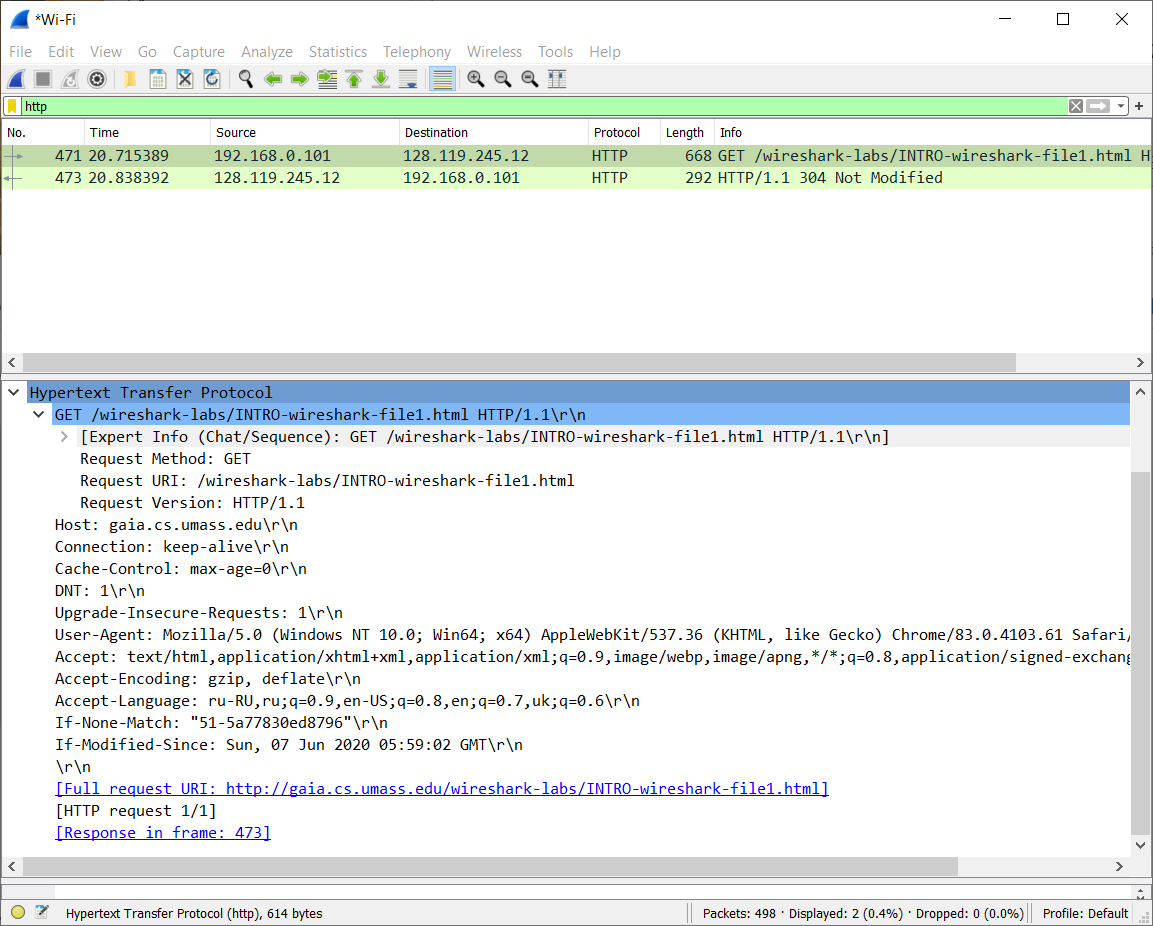 *Wi-Fi
File Edit View Go Capture Analyze Statistics Telephony Wireless Tools Help
http
No. Time Source Destination Protocol Length Info
471 20.715389 192.168.0.101 128.119.245.12 HTTP 668 GET /wireshark-labs/INTRO-wireshark-file1.html H
473 20.838392 128.119.245.12 192.168.0.101 HTTP 292 HTTP/1.1 304 Not Modified
Hypertext Transfer Protocol
GET /wireshark-labs/INTRO-wireshark-file1.html HTTP/1.1\r\n
[Expert Info (Chat/Sequence): GET /wireshark-labs/INTRO-wireshark-file1.html HTTP/1.1\r\n]
Request Method: GET
Request URI: /wireshark-labs/INTRO-wireshark-file1.html
Request Version: HTTP/1.1
Host: gaia.cs.umass.edu\r\n
Connection: keep-alive\r\n
Cache-Control: max-age=0\r\n
DNT: 1\r\n
Upgrade-Insecure-Requests: 1\r\n
User-Agent: Mozilla/5.0 (Windows NT 10.0; Win64; x64) AppleWebKit/537.36 (KHTML, like Gecko) Chrome/83.0.4103.61 Safari/
Accept: text/html,application/xhtml+xml,application/xml;q=0.9,image/webp,image/apng,*/*;q=0.8,application/signed-exchang
Accept-Encoding: gzip, deflate\r\n
Accept-Language: ru-RU,ru;q=0.9,en-US;q=0.8,en;q=0.7,uk;q=0.6\r\n
If-None-Match: "51-5a77830ed8796"\r\n
If-Modified-Since: Sun, 07 Jun 2020 05:59:02 GMT\r\n
\r\n
[Full request URI: http://gaia.cs.umass.edu/wireshark-labs/INTRO-wireshark-file1.html]
[HTTP request 1/1]
[Response in frame: 473]
Hypertext Transfer Protocol (http), 614 bytes Packets: 498 · Displayed: 2 (0.4%) · Dropped: 0 (0.0%) Profile: Default